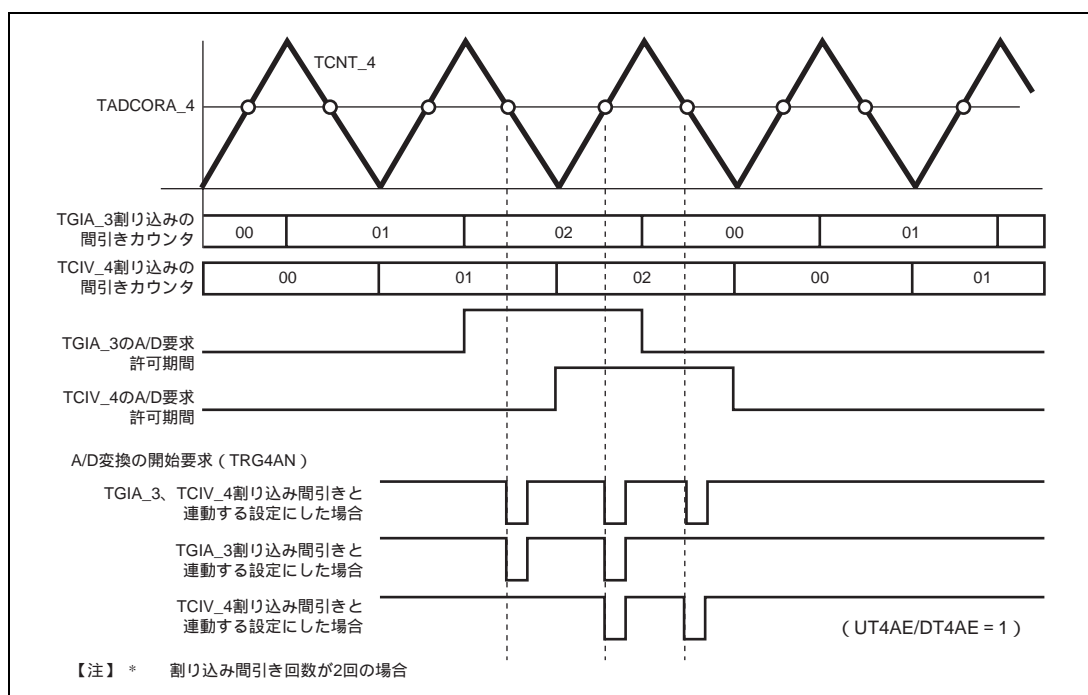 TCNT_4
TADCORA_4
TGIA_3割り込みの
間引きカウンタ
00 01 02 00 01
TCIV_4割り込みの
間引きカウンタ
00 01 02 00 01
TGIA_3のA/D要求
許可期間
TCIV_4のA/D要求
許可期間
A/D変換の開始要求（TRG4AN）
TGIA_3、TCIV_4割り込み間引きと
連動する設定にした場合
TGIA_3割り込み間引きと
連動する設定にした場合
TCIV_4割り込み間引きと
連動する設定にした場合
（UT4AE/DT4AE = 1）
【注】 * 割り込み間引き回数が2回の場合